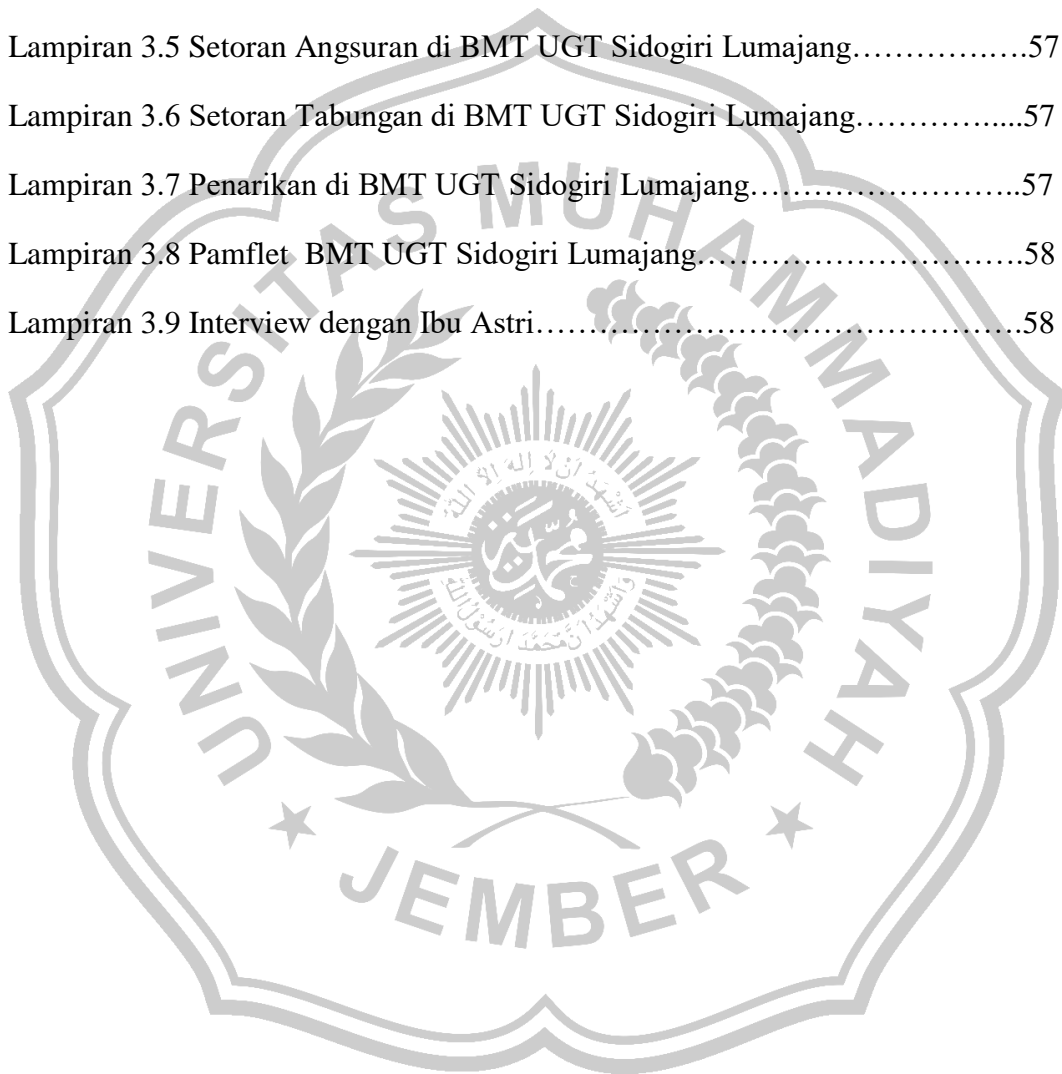 Lampiran 3.5 Setoran Angsuran di BMT UGT Sidogiri Lumajang………….….57
Lampiran 3.6 Setoran Tabungan di BMT UGT Sidogiri Lumajang………….....57
Lampiran 3.7 Penarikan di BMT UGT Sidogiri Lumajang……………………..57
Lampiran 3.8 Pamflet  BMT UGT Sidogiri Lumajang………………………….58
Lampiran 3.9 Interview dengan Ibu Astri……………………………………….58
UNIVERSITAS MUHAMMADIYAH
JEMBER